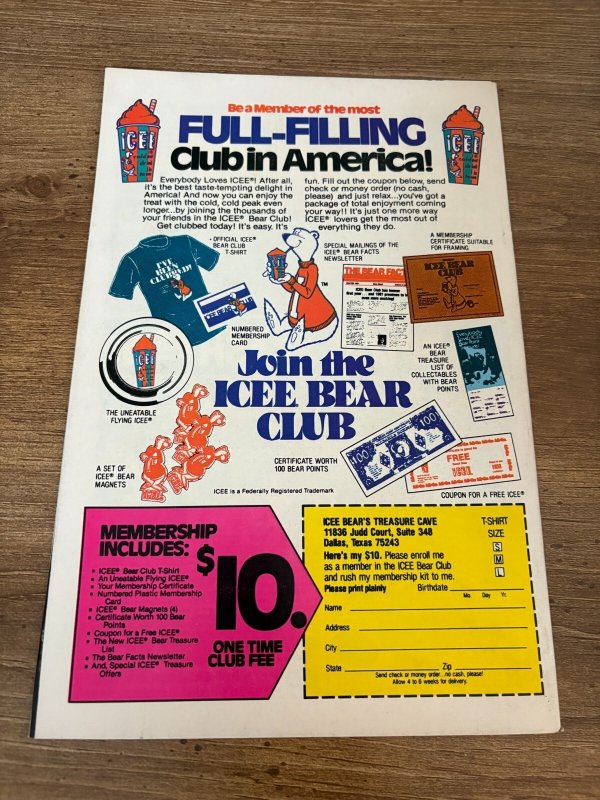 Be a Member of the most
FULL-FILLING
Club in America!
ICEE
ICEE
Everybody Loves ICEE®! After all,
it's the best taste-tempting delight in
America! And now you can enjoy the
treat with the cold, cold peak even
longer...by joining the thousands of
your friends in the ICEE® Bear Club!
Get clubbed today! It's easy. It's
fun. Fill out the coupon below, send
check or money order (no cash,
please) and just relax...you've got a
package of total enjoyment coming
your way!! It's just one way
ICEE® lovers get the most out of
everything they do.
• OFFICIAL ICEE®
BEAR CLUB
T-SHIRT
I'VE
BEEN
CLUBBED!
NUMBERED
MEMBERSHIP
CARD
ICEE
TM
SPECIAL MAILINGS OF THE
ICEE® BEAR FACTS
NEWSLETTER
THE BEAR FACT
A MEMBERSHIP
CERTIFICATE SUITABLE
FOR FRAMING
ICEE BEAR
CLUB
ICEE
THE UNEATABLE
FLYING ICEE®
Join the
ICEE BEAR
CLUB
AN ICEE®
BEAR
TREASURE
LIST OF
COLLECTABLES
WITH BEAR
POINTS
A SET OF
ICEE® BEAR
MAGNETS
CERTIFICATE WORTH
100 BEAR POINTS
100
100
FREE
COUPON FOR A FREE ICEE®
ICEE is a Federally Registered Trademark
MEMBERSHIP
INCLUDES:
• ICEE® Bear Club T-Shirt
• An Uneatable Flying ICEE®
• Your Membership Certificate
• Numbered Plastic Membership
Card
• ICEE® Bear Magnets (4)
• Certificate Worth 100 Bear
Points
• Coupon for a Free ICEE®
• The New ICEE® Bear Treasure
List
• The Bear Facts Newsletter
• And, Special ICEE® Treasure
Offers
$10.
ONE TIME
CLUB FEE
ICEE BEAR'S TREASURE CAVE
11836 Judd Court, Suite 348
Dallas, Texas 75243
Here's my $10. Please enroll me
as a member in the ICEE Bear Club
and rush my membership kit to me.
Please print plainly Birthdate
Mo. Day Yr.
T-SHIRT
SIZE
S
M
L
Name
Address
City
State Zip
Send check or money order...no cash, please!
Allow 4 to 6 weeks for delivery.